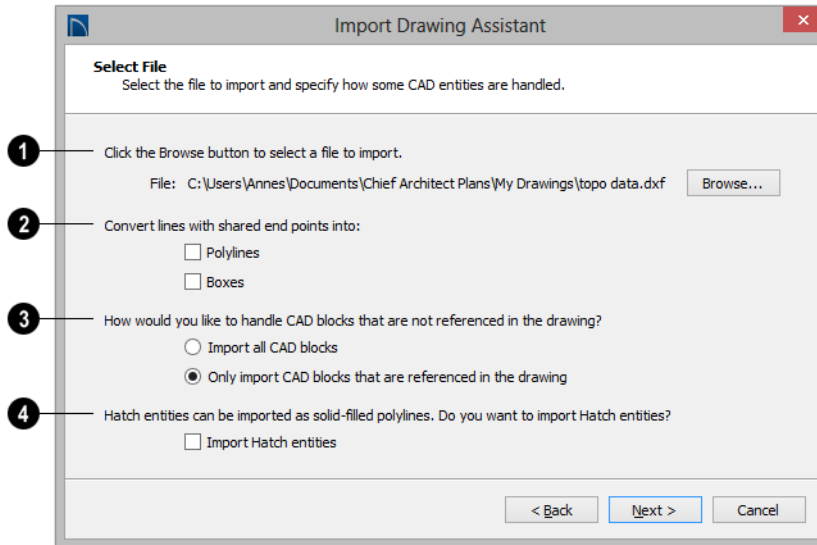 Import Drawing Assistant
Select File
Select the file to import and specify how some CAD entities are handled.
1 Click the Browse button to select a file to import.
File: C:\Users\Annes\Documents\Chief Architect Plans\My Drawings\topo data.dxf Browse...
2 Convert lines with shared end points into:
Polylines
Boxes
3 How would you like to handle CAD blocks that are not referenced in the drawing?
Import all CAD blocks
Only import CAD blocks that are referenced in the drawing
4 Hatch entities can be imported as solid-filled polylines. Do you want to import Hatch entities?
Import Hatch entities
< Back Next > Cancel